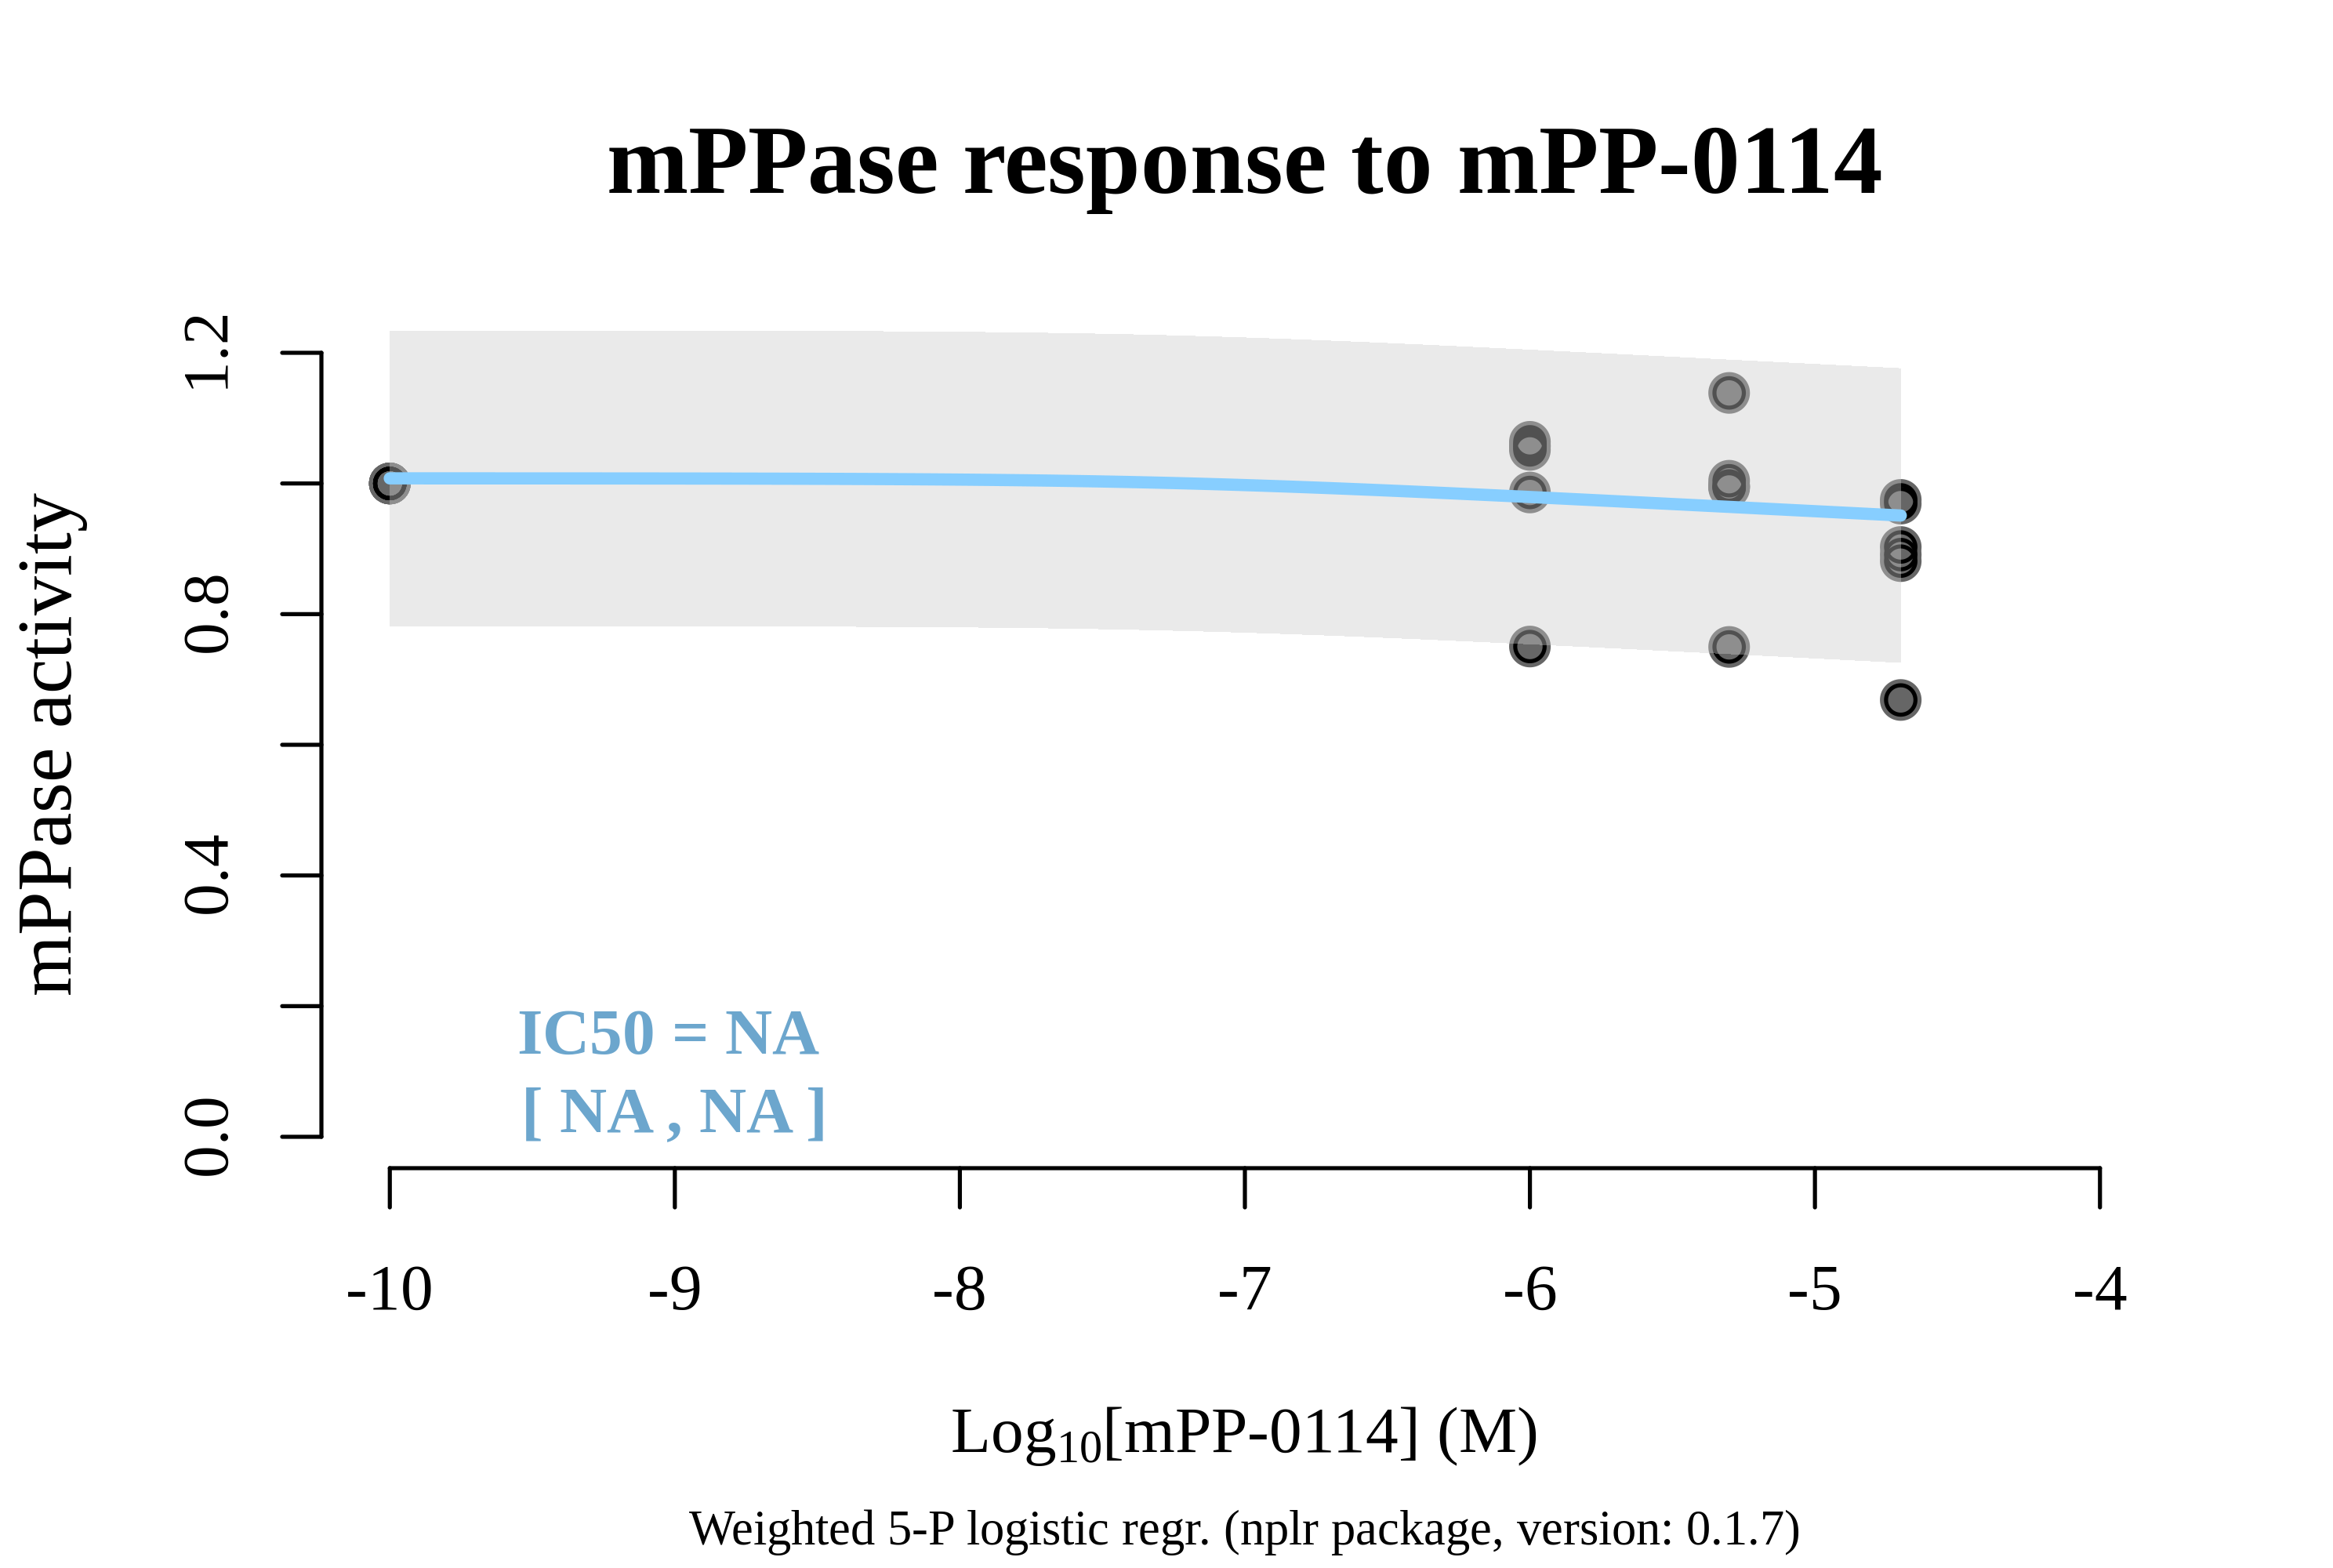 mPPase response to mPP-0114
mPPase activity
1.2
0.8
0.4
0.0
IC50 = NA
[ NA , NA ]
-10 -9 -8 -7 -6 -5 -4
Log10[mPP-0114] (M)
Weighted 5-P logistic regr. (nplr package, version: 0.1.7)